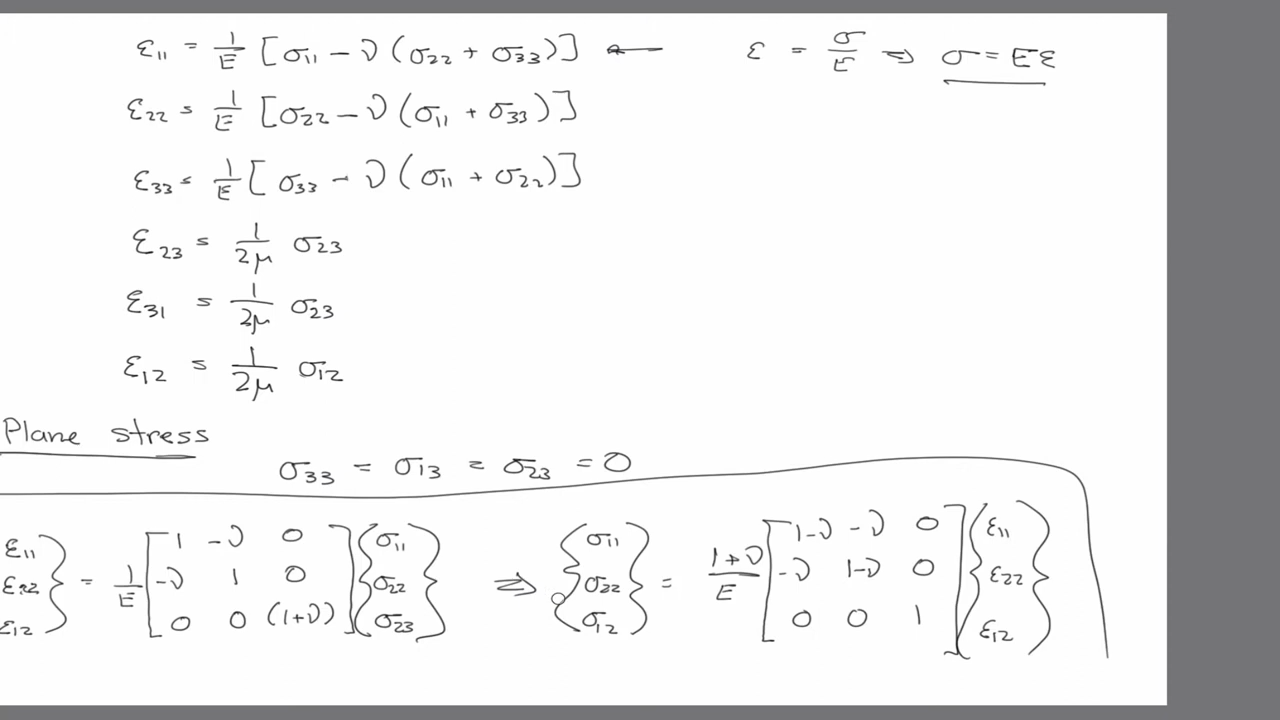 ε₁₁ = 1/E [σ₁₁ − ν (σ₂₂ + σ₃₃)] ← ε = σ/E ⇒ σ = Eε
ε₂₂ = 1/E [σ₂₂ − ν (σ₁₁ + σ₃₃)]
ε₃₃ = 1/E [σ₃₃ − ν (σ₁₁ + σ₂₂)]
ε₂₃ = 1/2μ σ₂₃
ε₃₁ = 1/2μ σ₂₃
ε₁₂ = 1/2μ σ₁₂
Plane stress
σ₃₃ = σ₁₃ = σ₂₃ = 0
{ε₁₁ ε₂₂ ε₁₂} = 1/E [1 −ν 0; −ν 1 0; 0 0 (1+ν)] {σ₁₁ σ₂₂ σ₂₃} ⇒ {σ₁₁ σ₂₂ σ₁₂} = 1+ν/E [1−ν −ν 0; −ν 1−ν 0; 0 0 1] {ε₁₁ ε₂₂ ε₁₂}